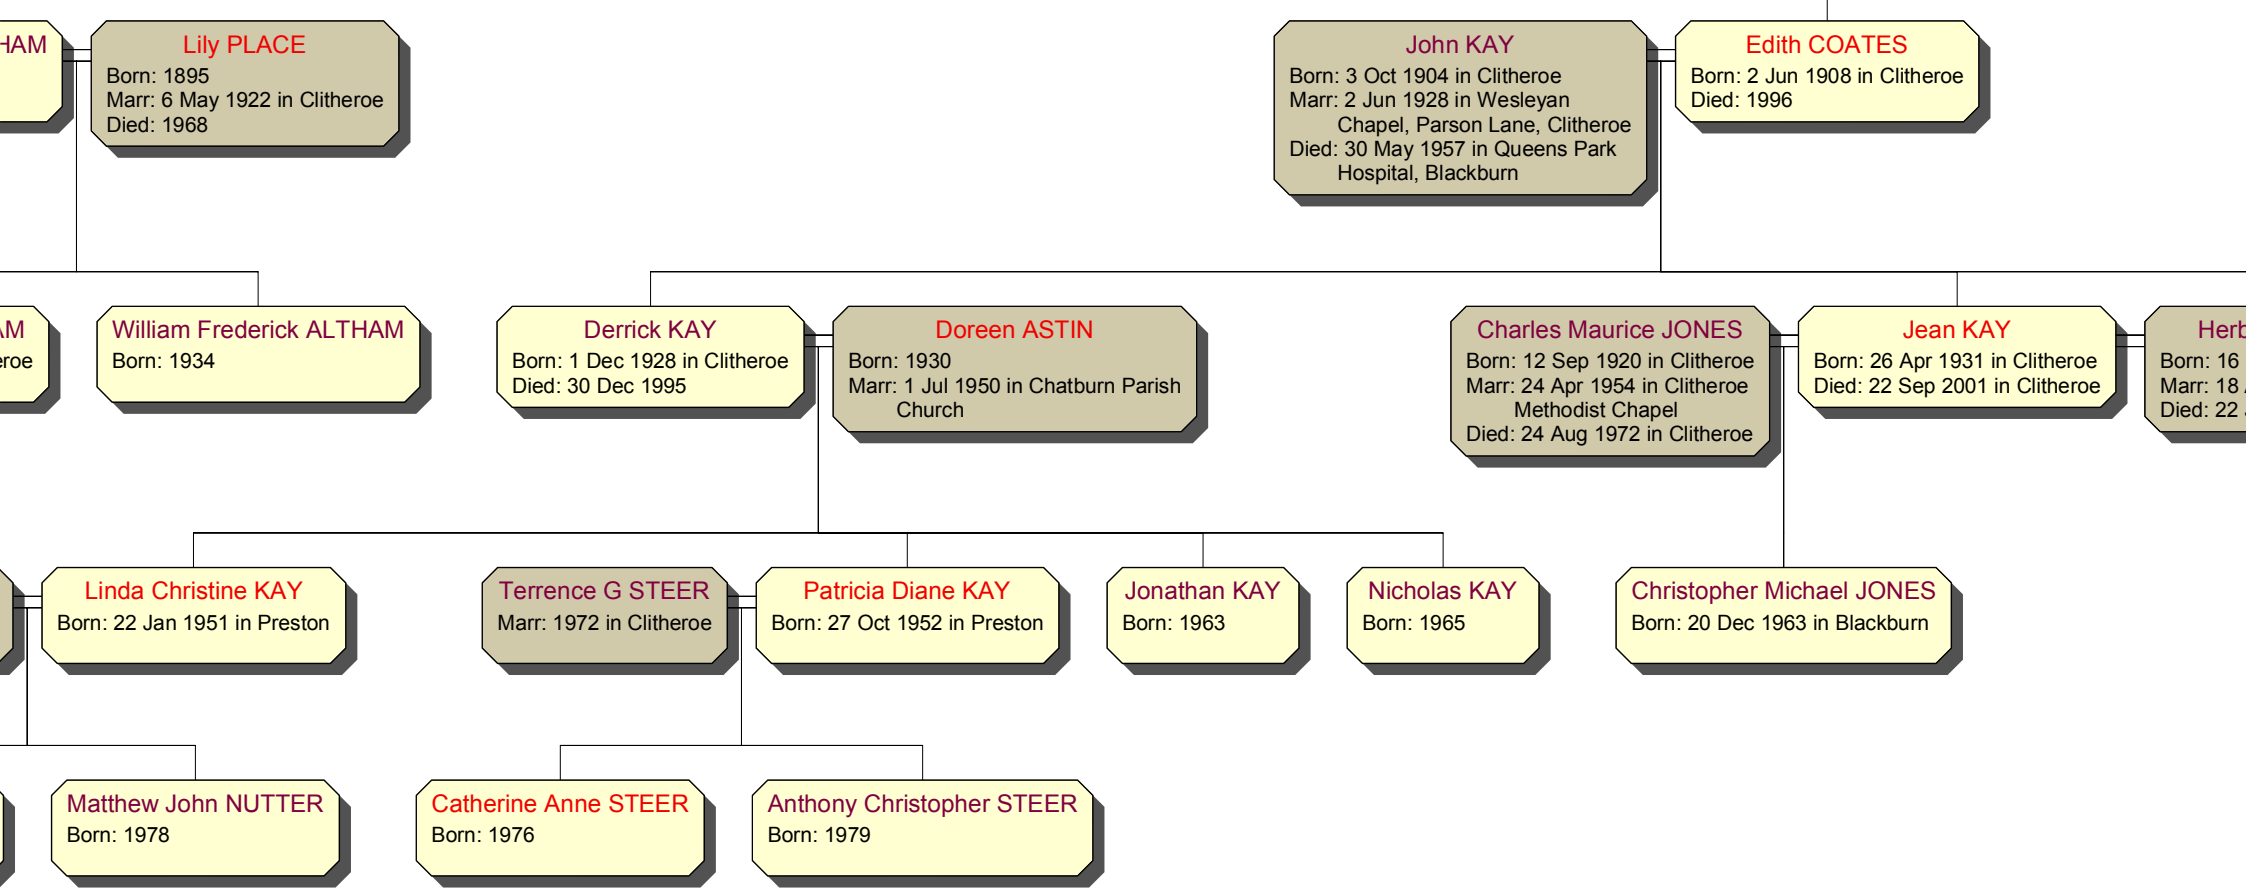 Lily PLACE
Born: 1895
Marr: 6 May 1922 in Clitheroe
Died: 1968
John KAY
Born: 3 Oct 1904 in Clitheroe
Marr: 2 Jun 1928 in Wesleyan
Chapel, Parson Lane, Clitheroe
Died: 30 May 1957 in Queens Park
Hospital, Blackburn
Edith COATES
Born: 2 Jun 1908 in Clitheroe
Died: 1996
William Frederick ALTHAM
Born: 1934
Derrick KAY
Born: 1 Dec 1928 in Clitheroe
Died: 30 Dec 1995
Doreen ASTIN
Born: 1930
Marr: 1 Jul 1950 in Chatburn Parish
Church
Charles Maurice JONES
Born: 12 Sep 1920 in Clitheroe
Marr: 24 Apr 1954 in Clitheroe
Methodist Chapel
Died: 24 Aug 1972 in Clitheroe
Jean KAY
Born: 26 Apr 1931 in Clitheroe
Died: 22 Sep 2001 in Clitheroe
Herb
Born: 16
Marr: 18
Died: 22
Linda Christine KAY
Born: 22 Jan 1951 in Preston
Terrence G STEER
Marr: 1972 in Clitheroe
Patricia Diane KAY
Born: 27 Oct 1952 in Preston
Jonathan KAY
Born: 1963
Nicholas KAY
Born: 1965
Christopher Michael JONES
Born: 20 Dec 1963 in Blackburn
Matthew John NUTTER
Born: 1978
Catherine Anne STEER
Born: 1976
Anthony Christopher STEER
Born: 1979